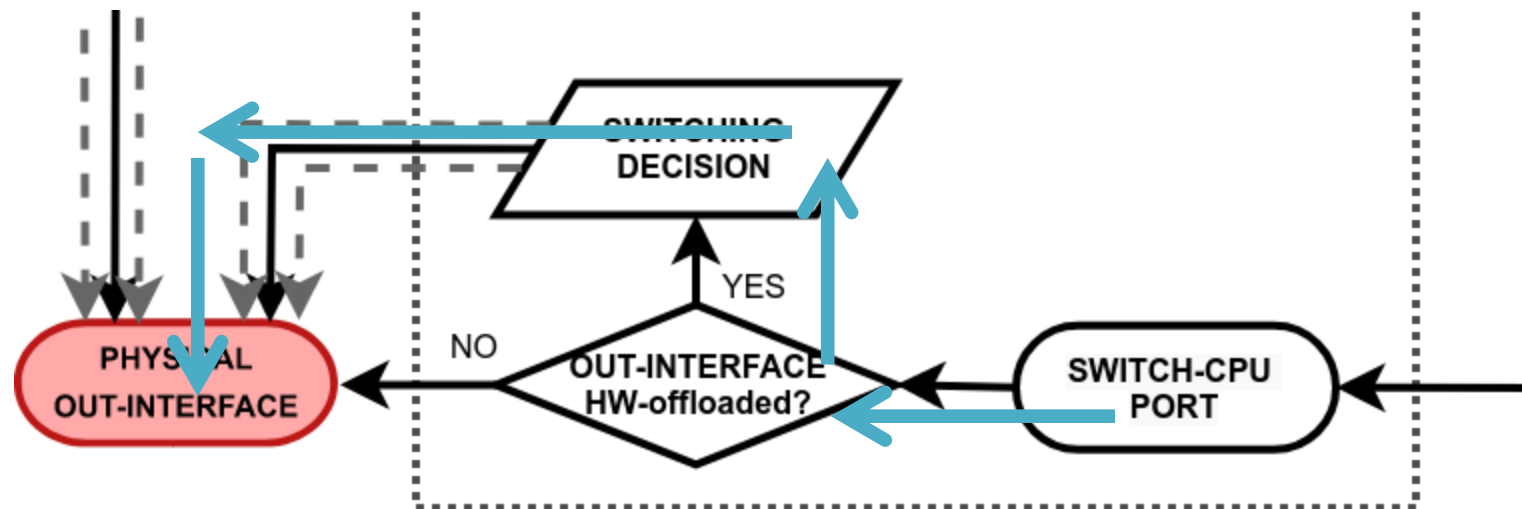 SWITCHING
DECISION
YES
NO
PHYSICAL
OUT-INTERFACE
OUT-INTERFACE
HW-offloaded?
SWITCH-CPU
PORT